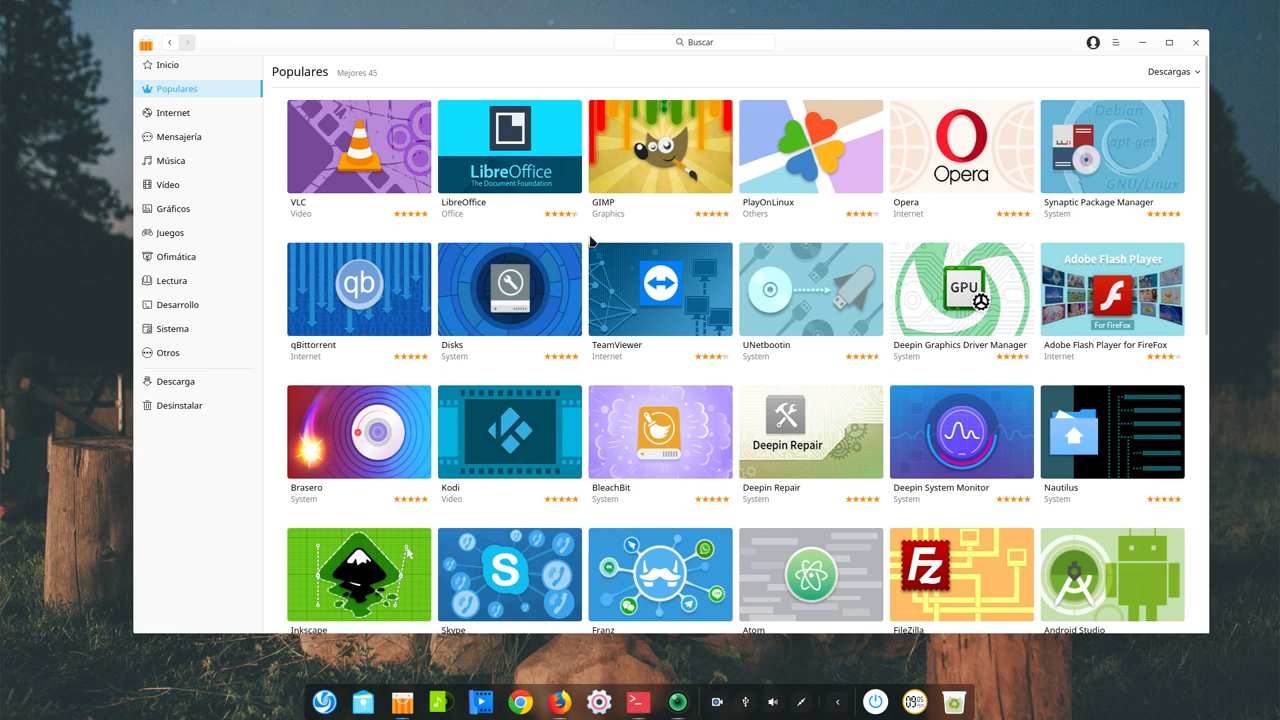 Buscar
Inicio
Populares
Internet
Mensajería
Música
Vídeo
Gráficos
Juegos
Ofimática
Lectura
Desarrollo
Sistema
Otros
Descarga
Desinstalar
Populares Mejores 45
Descargas
LibreOffice
The Document Foundation
Opera
Debian
apt-get
GNU/Linux
VLC
Video
LibreOffice
Office
GIMP
Graphics
PlayOnLinux
Others
Opera
Internet
Synaptic Package Manager
System
qb
GPU
Adobe Flash Player
For FireFox
qBittorrent
Internet
Disks
System
TeamViewer
Internet
UNetbootin
System
Deepin Graphics Driver Manager
System
Adobe Flash Player for FireFox
Internet
Deepin Repair
Brasero
System
Kodi
Video
BleachBit
System
Deepin Repair
System
Deepin System Monitor
System
Nautilus
System
S
Fz
Inkscape
Skype
Franz
Atom
FileZilla
Android Studio